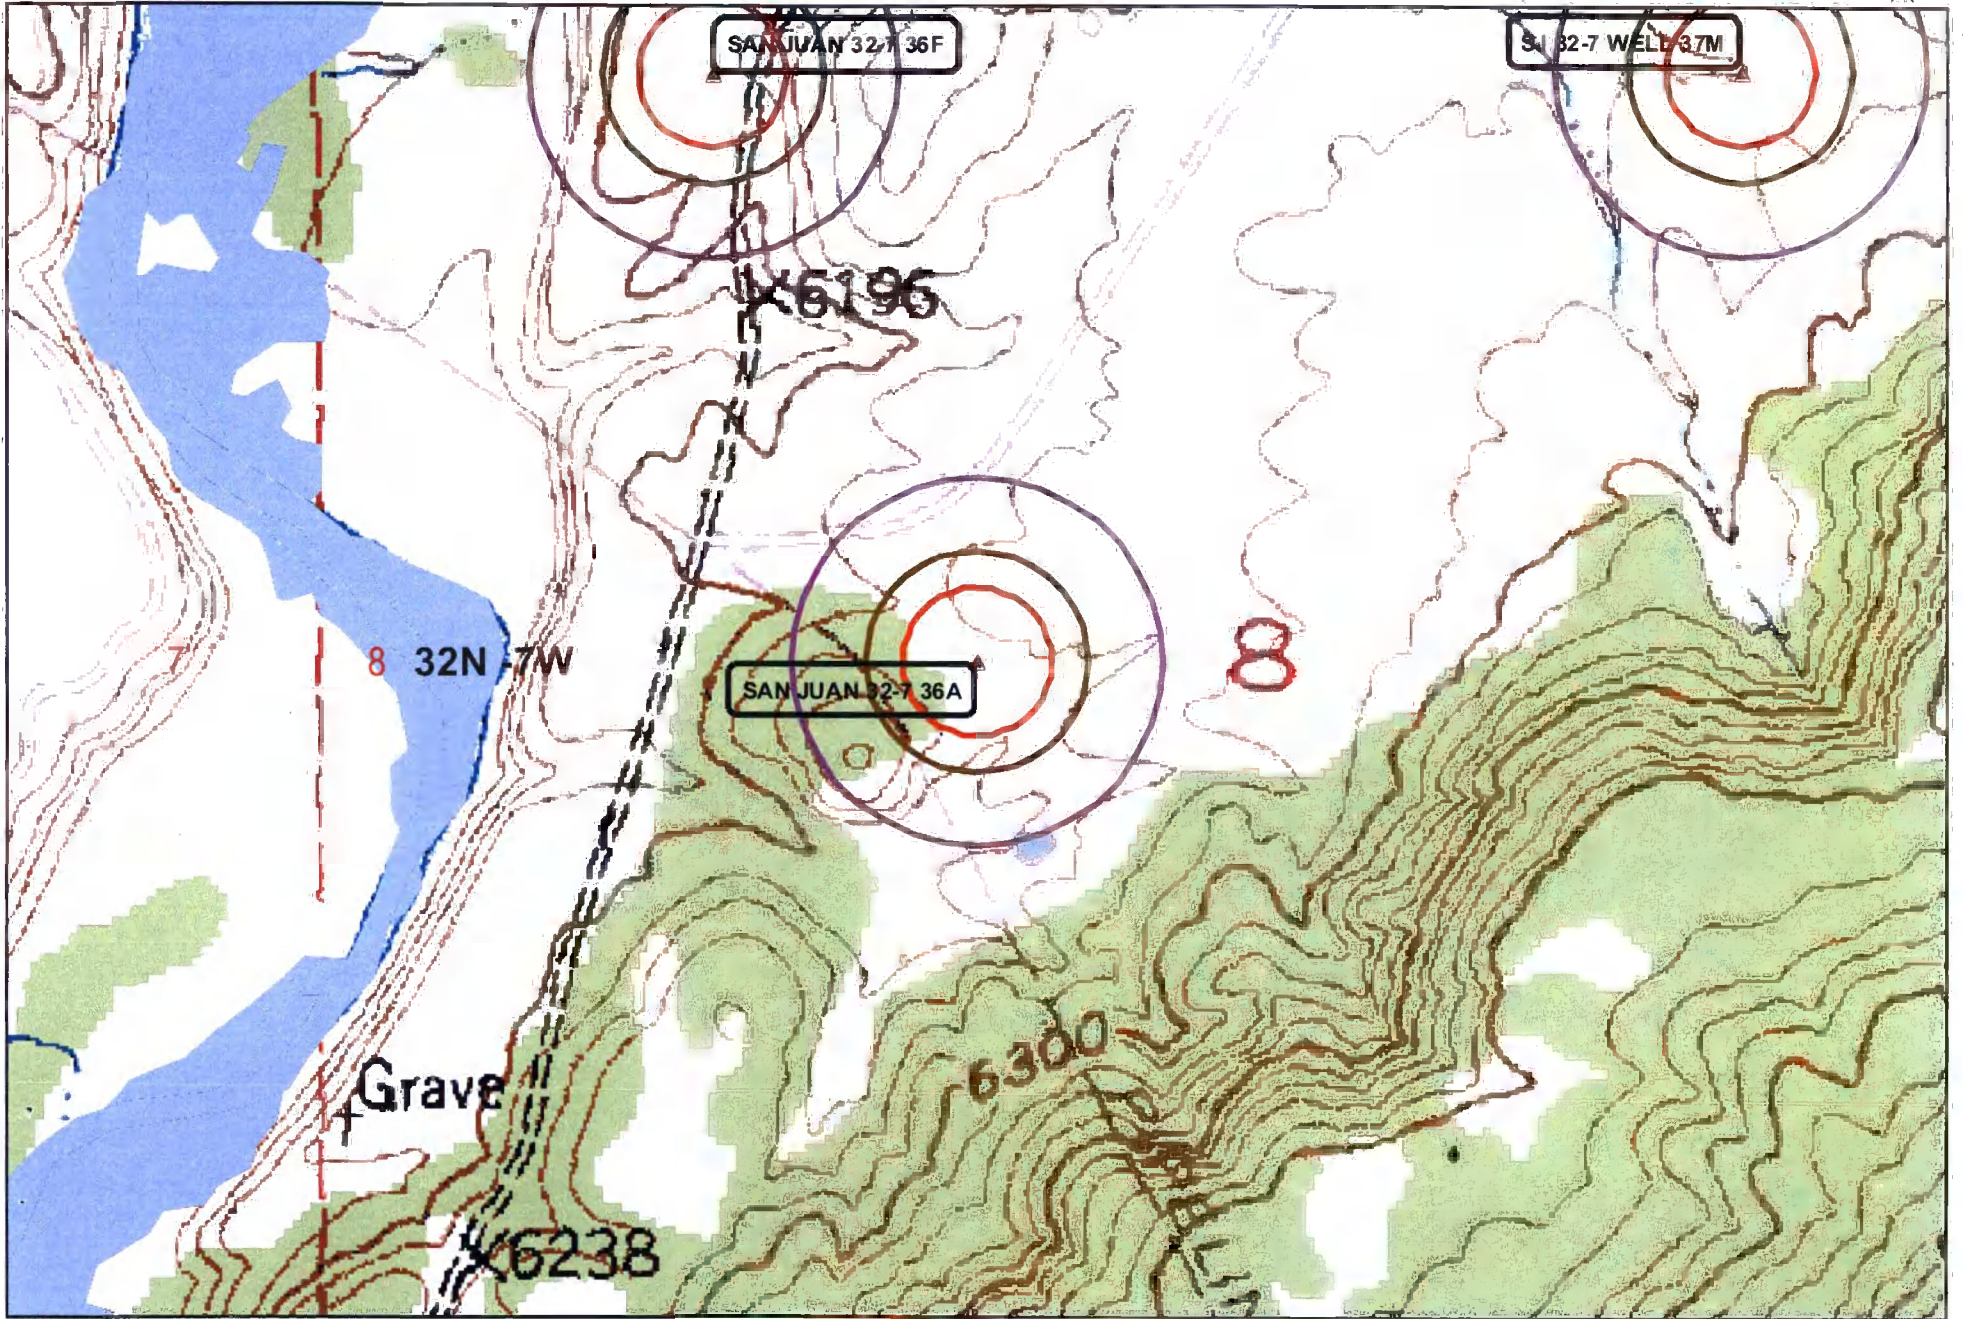 SAN JUAN 32-7 36F
SJ 32-7 WELL 37M
X6196
7
8
32N -7W
8
SAN JUAN 32-7 36A
6300
Grave
X6238